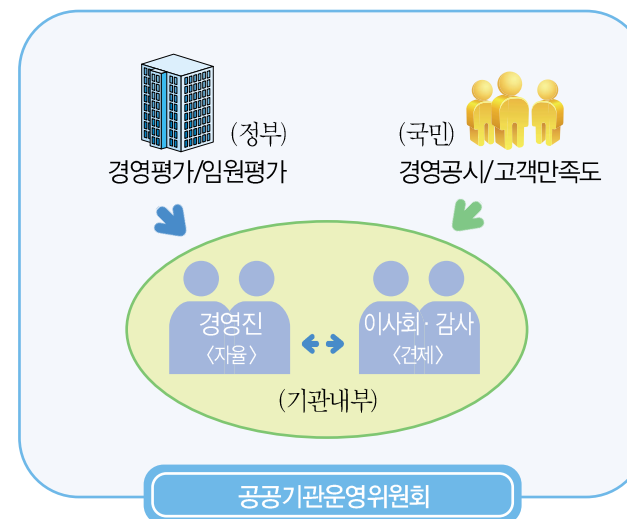 (정부)
경영평가/임원평가
(국민)
경영공시/고객만족도
경영진
〈자율〉
이사회·감사
〈견제〉
(기관내부)
공공기관운영위원회